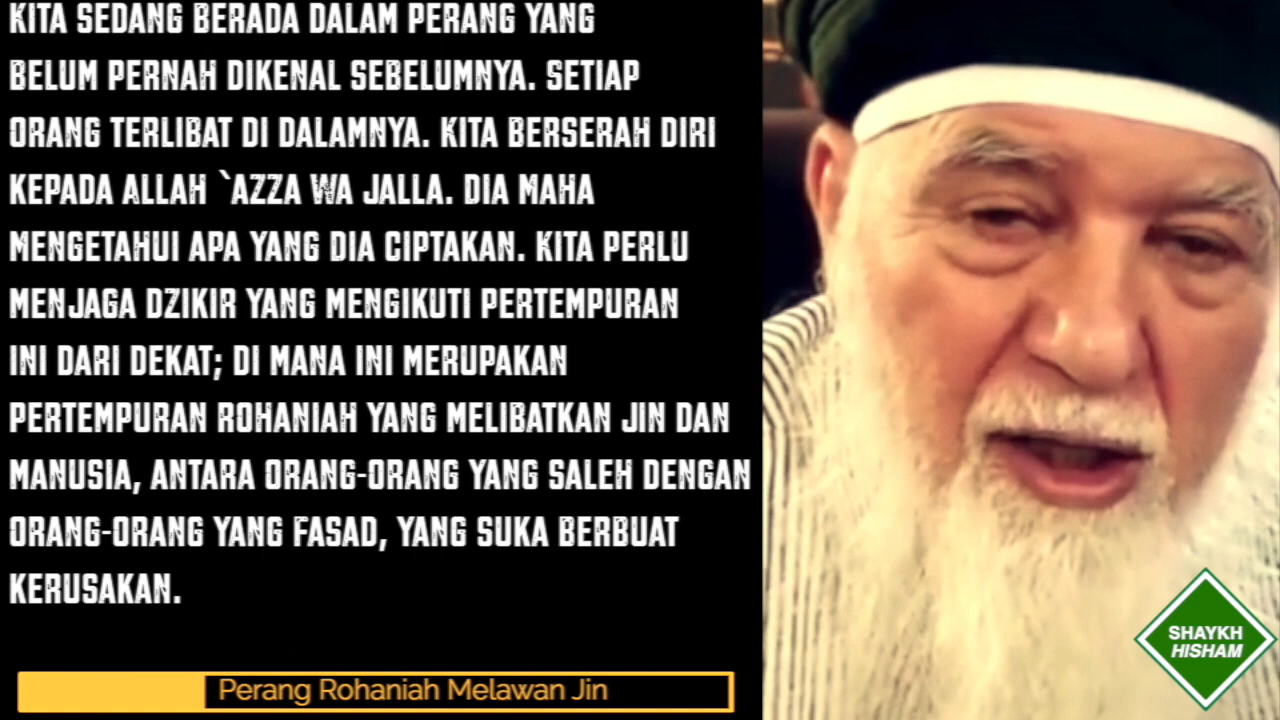 KITA SEDANG BERADA DALAM PERANG YANG
BELUM PERNAH DIKENAL SEBELUMNYA. SETIAP
ORANG TERLIBAT DI DALAMNYA. KITA BERSERAH DIRI
KEPADA ALLAH `AZZA WA JALLA. DIA MAHA
MENGETAHUI APA YANG DIA CIPTAKAN. KITA PERLU
MENJAGA DZIKIR YANG MENGIKUTI PERTEMPURAN
INI DARI DEKAT; DI MANA INI MERUPAKAN
PERTEMPURAN ROHANIAH YANG MELIBATKAN JIN DAN
MANUSIA, ANTARA ORANG-ORANG YANG SALEH DENGAN
ORANG-ORANG YANG FASAD, YANG SUKA BERBUAT
KERUSAKAN.
Perang Rohaniah Melawan Jin
SHAYKH
HISHAM